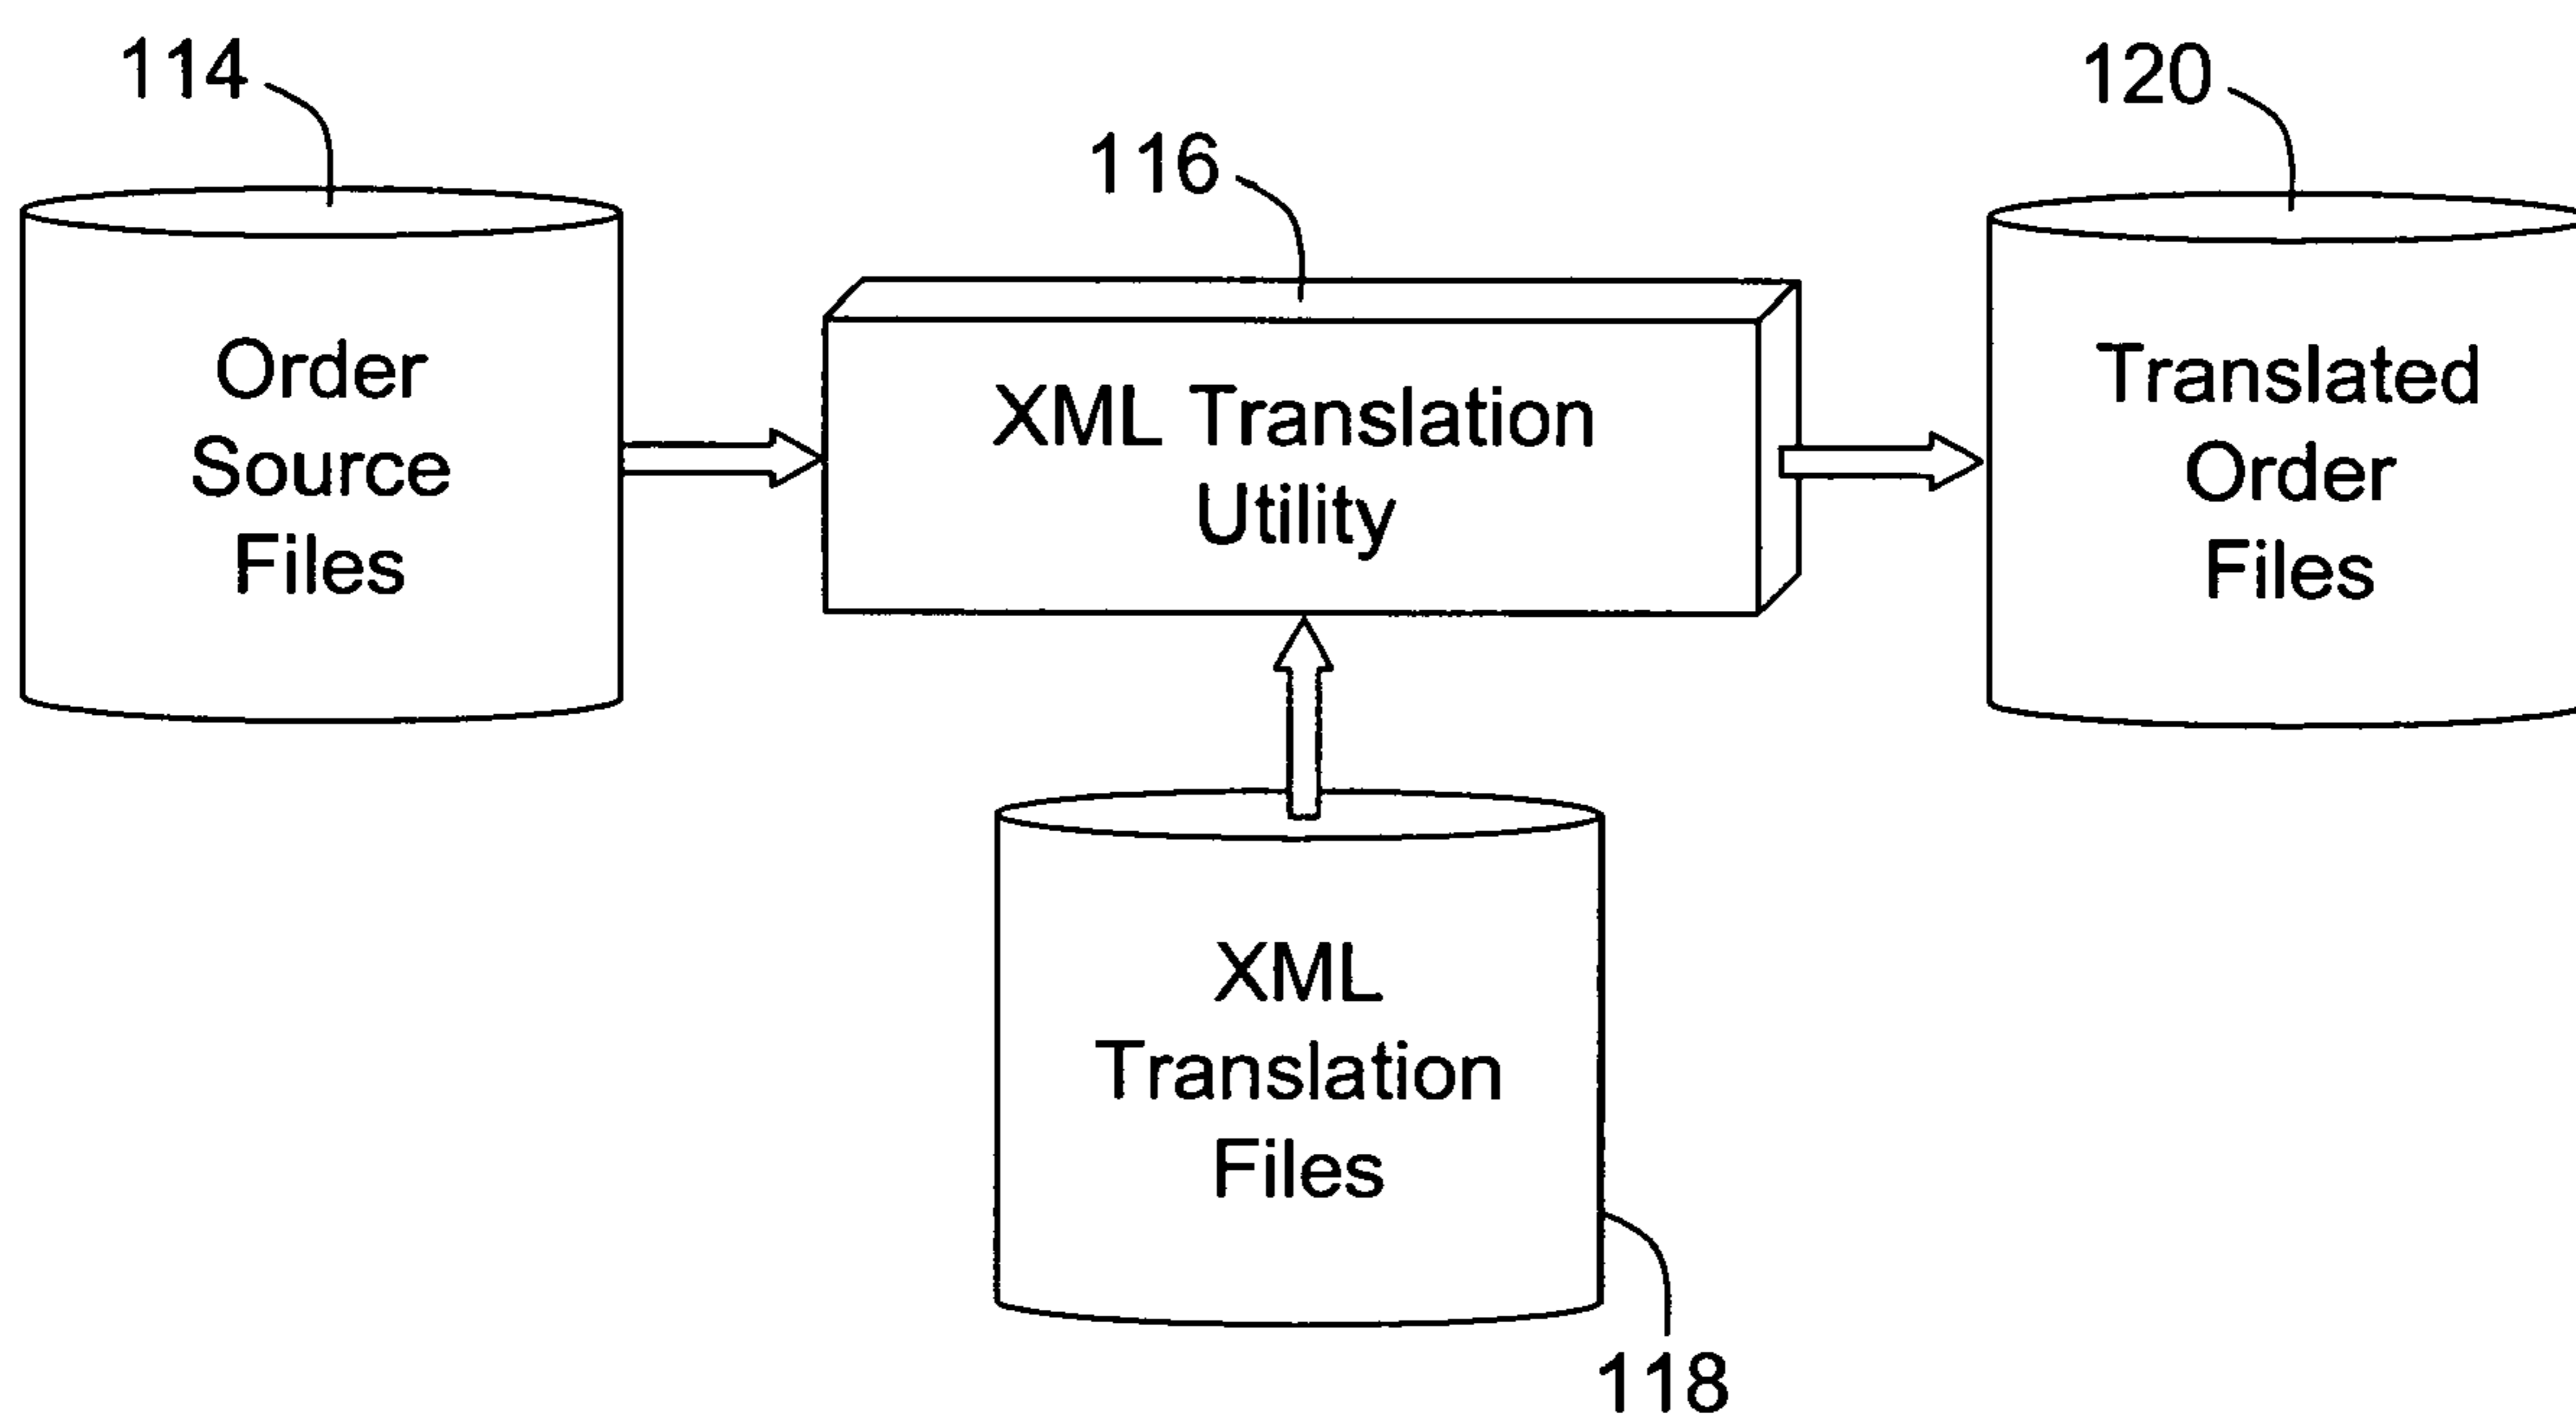 114
120
116
Order
Source
Files
XML Translation
Utility
Translated
Order
Files
XML
Translation
Files
118